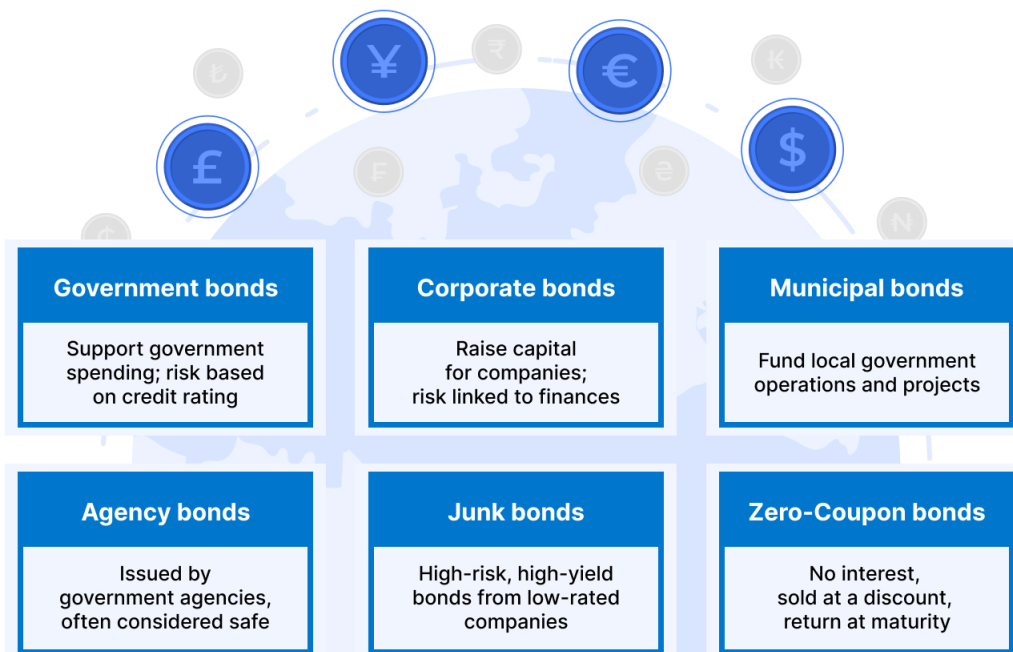 ₺
¥
₹
€
₭
£
₣
₴
$
₦
Government bonds
Support government
spending; risk based
on credit rating
Corporate bonds
Raise capital
for companies;
risk linked to finances
Municipal bonds
Fund local government
operations and projects
Agency bonds
Issued by
government agencies,
often considered safe
Junk bonds
High-risk, high-yield
bonds from low-rated
companies
Zero-Coupon bonds
No interest,
sold at a discount,
return at maturity